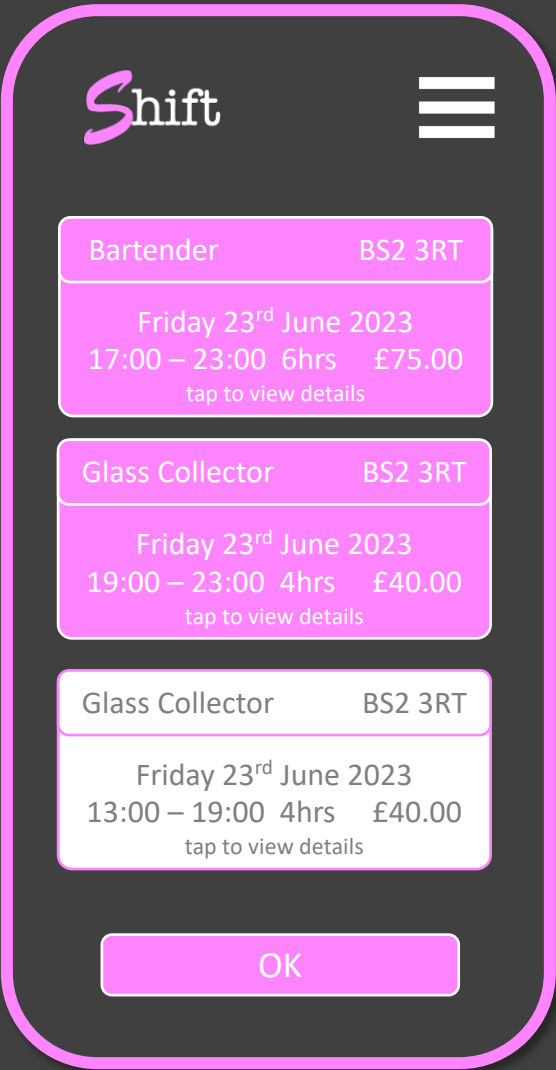 Shift
Bartender BS2 3RT
Friday 23rd June 2023
17:00 – 23:00 6hrs £75.00
tap to view details
Glass Collector BS2 3RT
Friday 23rd June 2023
19:00 – 23:00 4hrs £40.00
tap to view details
Glass Collector BS2 3RT
Friday 23rd June 2023
13:00 – 19:00 4hrs £40.00
tap to view details
OK